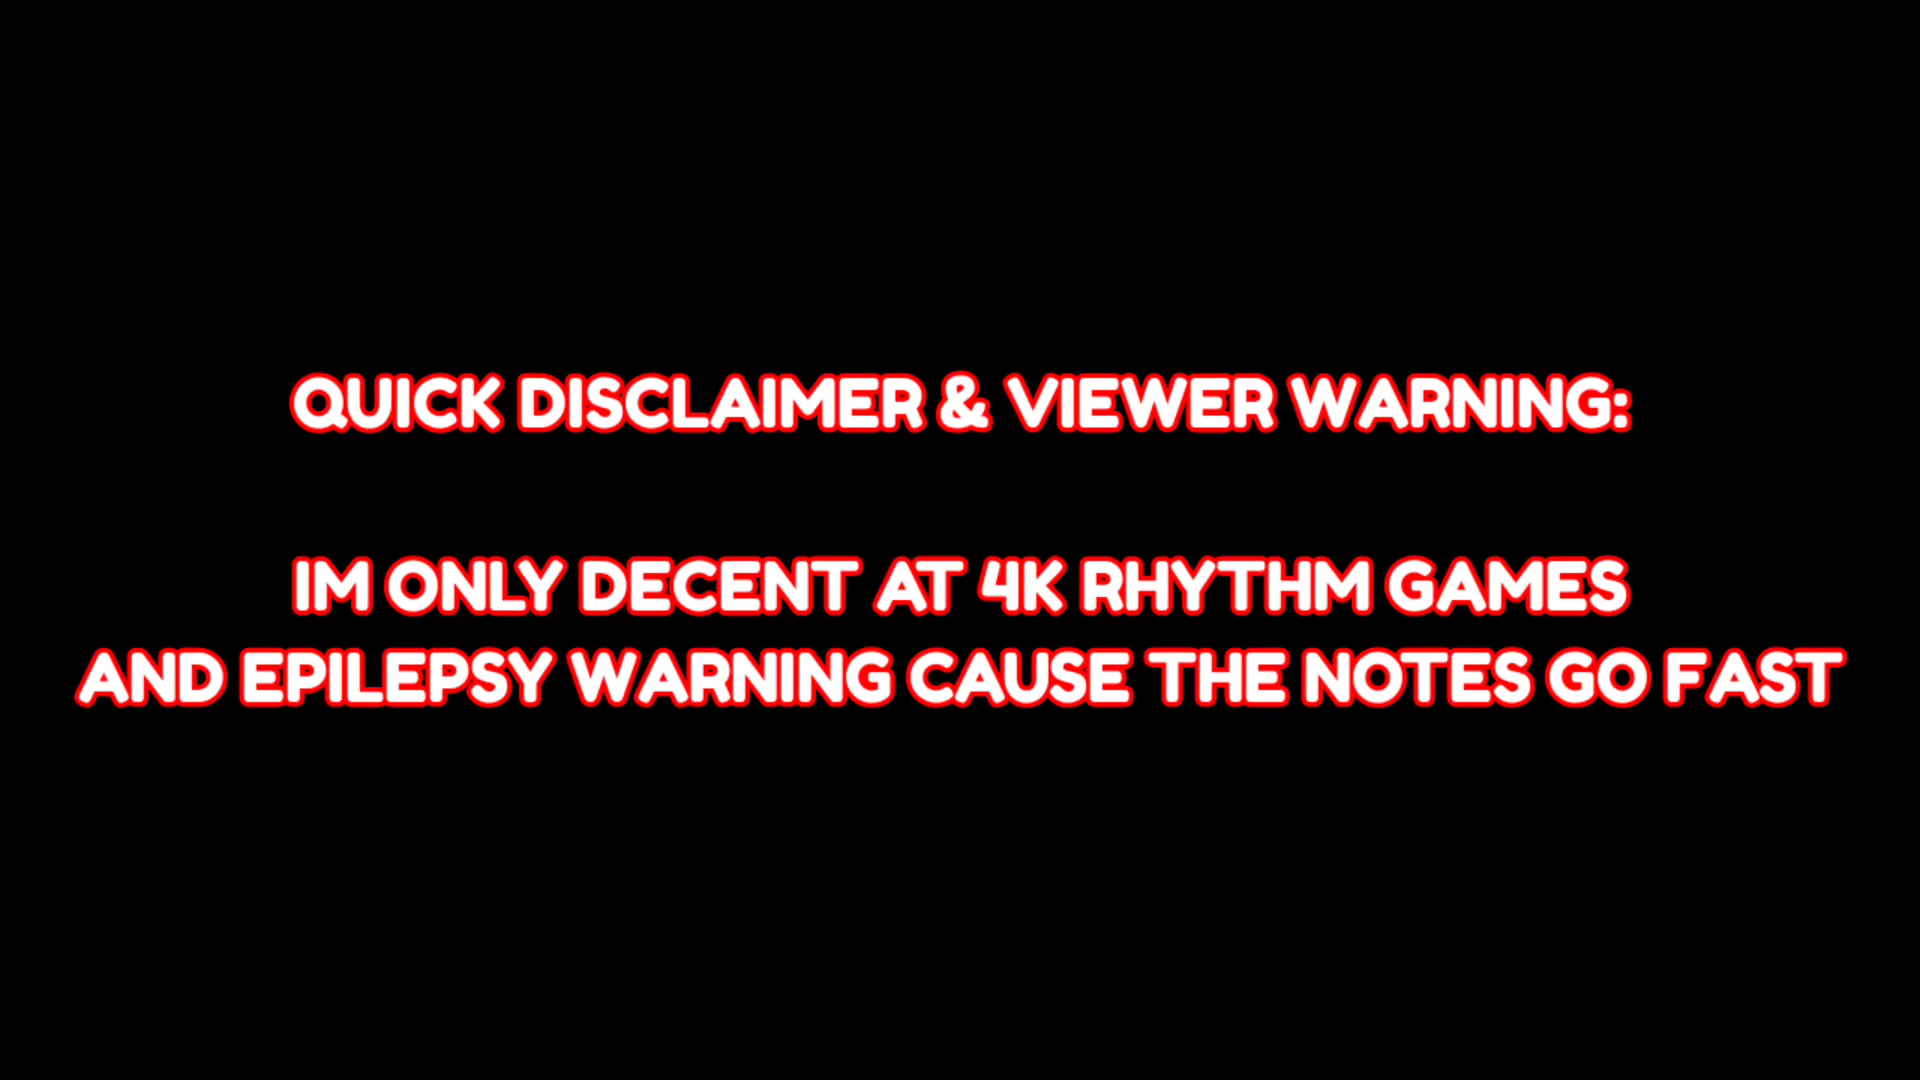 QUICK DISCLAIMER & VIEWER WARNING:
IM ONLY DECENT AT 4K RHYTHM GAMES
AND EPILEPSY WARNING CAUSE THE NOTES GO FAST